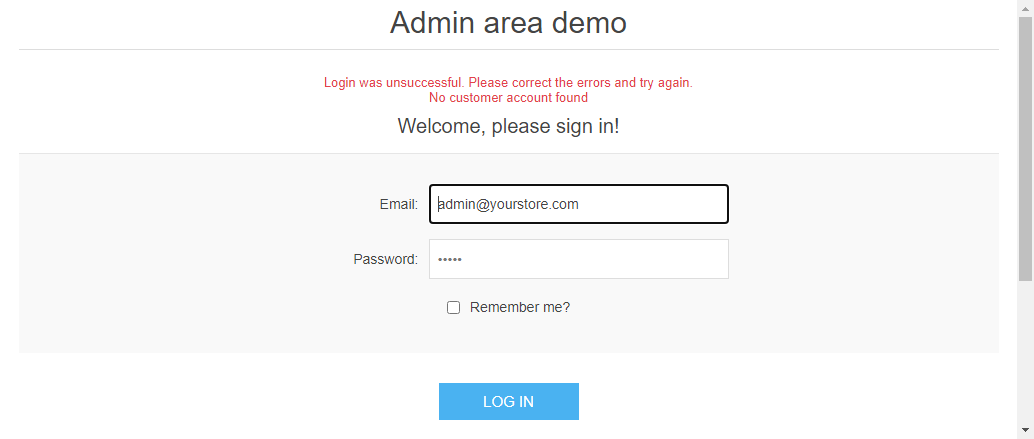 Admin area demo
Login was unsuccessful. Please correct the errors and try again.
No customer account found
Welcome, please sign in!
Email: admin@yourstore.com
Password: •••••
Remember me?
LOG IN